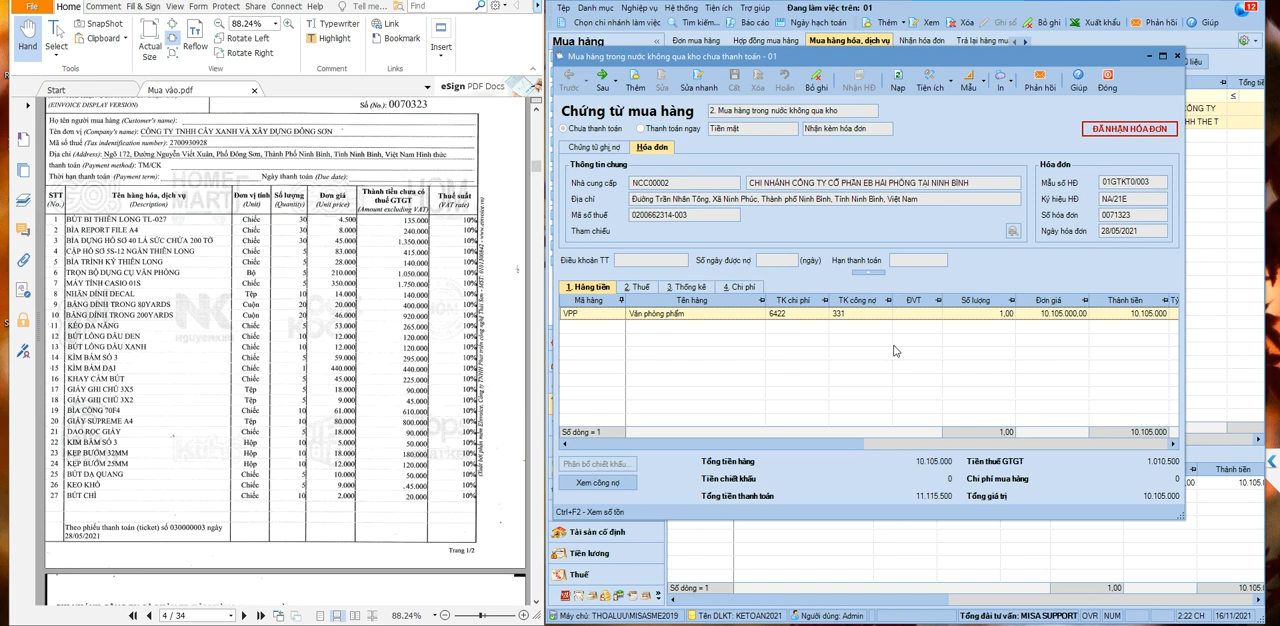 File Home Comment Fill & Sign View Form Protect Share Connect Help Tell me... Find
Hand
Select
SnapShot
Clipboard
Actual Size
Reflow
88.24%
Rotate Left
Rotate Right
Typewriter
Highlight
Link
Bookmark
Insert
Tools View Comment Links
Start Mua vào.pdf eSign PDF Docs
(EINVOICE DISPLAY VERSION) Số (No.): 0070323
Họ tên người mua hàng (Customer's name):
Tên đơn vị (Company's name): CÔNG TY TNHH CÂY XANH VÀ XÂY DỰNG ĐÔNG SƠN
Mã số thuế (Tax indentification number): 2700930928
Địa chỉ (Address): Ngõ 172, Đường Nguyễn Viết Xuân, Phố Đông Sơn, Thành Phố Ninh Bình, Tỉnh Ninh Bình, Việt Nam Hình thức
thanh toán (Payment method): TM/CK
Thời hạn thanh toán (Payment term): Ngày thanh toán (Due date):
STT (No.) Tên hàng hóa, dịch vụ (Description) Đơn vị tính (Unit) Số lượng (Quantity) Đơn giá (Unit price) Thành tiền chưa có thuế GTGT (Amount excluding VAT) Thuế suất (VAT rate)
1 BÚT BI THIÊN LONG TL-027 Chiếc 30 4.500 135.000 10%
2 BÌA REPORT FILE A4 Chiếc 30 8.000 240.000 10%
3 BÌA ĐỰNG HỒ SƠ 40 LÁ SỨC CHỨA 200 TỜ Chiếc 30 45.000 1.350.000 10%
4 CẶP HỒ SƠ 5S-12 NGĂN THIÊN LONG Chiếc 5 83.000 415.000 10%
5 BÌA TRÌNH KÝ THIÊN LONG Chiếc 5 28.000 140.000 10%
6 TRỌN BỘ DỤNG CỤ VĂN PHÒNG Bộ 5 210.000 1.050.000 10%
7 MÁY TÍNH CASIO 01S Chiếc 5 350.000 1.750.000 10%
8 NHÃN DÍNH DECAL Tệp 10 14.000 140.000 10%
9 BĂNG DÍNH TRONG 80YARDS Cuộn 20 20.000 400.000 10%
10 BĂNG DÍNH TRONG 200YARDS Cuộn 20 46.000 920.000 10%
11 KÉO ĐA NĂNG Chiếc 5 53.000 265.000 10%
12 BÚT LÔNG DẦU ĐEN Chiếc 10 12.000 120.000 10%
13 BÚT LÔNG DẦU XANH Chiếc 10 12.000 120.000 10%
14 KÌM BẤM SỐ 3 Chiếc 5 59.000 295.000 10%
15 KÌM BẤM ĐẠI Chiếc 1 440.000 440.000 10%
16 KHAY CẮM BÚT Chiếc 5 45.000 225.000 10%
17 GIẤY GHI CHÚ 3X5 Tệp 5 18.000 90.000 10%
18 GIẤY GHI CHÚ 3X2 Tệp 5 9.000 45.000 10%
19 BÌA CÒNG 70F4 Chiếc 10 61.000 610.000 10%
20 GIẤY SUPREME A4 Tệp 10 80.000 800.000 10%
21 DAO RỌC GIẤY Chiếc 5 18.000 90.000 10%
22 KIM BẤM SỐ 3 Hộp 10 5.000 50.000 10%
23 KẸP BƯỚM 32MM Hộp 10 18.000 180.000 10%
24 KẸP BƯỚM 25MM Hộp 10 12.000 120.000 10%
25 BÚT DẠ QUANG Chiếc 5 10.000 50.000 10%
26 KEO KHÔ Chiếc 5 9.000 45.000 10%
27 BÚT CHÌ Chiếc 10 2.000 20.000 10%
Theo phiếu thanh toán (ticket) số 030000003 ngày
28/05/2021
Trang 1/2
4 / 34 88.24%
Tệp Danh mục Nghiệp vụ Hệ thống Tiện ích Trợ giúp Đang làm việc trên: 01 12
Chọn chi nhánh làm việc Tìm kiếm... Báo cáo Ngày hạch toán Thêm Xem Xóa Ghi sổ Bỏ ghi Xuất khẩu Phản hồi Giúp
Mua hàng Đơn mua hàng Hợp đồng mua hàng Mua hàng hóa, dịch vụ Nhận hóa đơn Trả lại hàng mu
Mua hàng trong nước không qua kho chưa thanh toán - 01
Trước Sau Thêm Sửa Sửa nhanh Cất Xóa Hoãn Bỏ ghi Nhận HĐ Nạp Tiện ích Mẫu In Phản hồi Giúp Đóng
Chứng từ mua hàng 2. Mua hàng trong nước không qua kho
Chưa thanh toán Thanh toán ngay Tiền mặt Nhận kèm hóa đơn ĐÃ NHẬN HÓA ĐƠN
Chứng từ ghi nợ Hóa đơn
Thông tin chung Hóa đơn
Nhà cung cấp NCC00002 CHI NHÁNH CÔNG TY CỔ PHẦN EB HẢI PHÒNG TẠI NINH BÌNH Mẫu số HĐ 01GTKT0/003
Địa chỉ Đường Trần Nhân Tông, Xã Ninh Phúc, Thành phố Ninh Bình, Tỉnh Ninh Bình, Việt Nam Ký hiệu HĐ NA/21E
Mã số thuế 0200662314-003 Số hóa đơn 0071323
Tham chiếu Ngày hóa đơn 28/05/2021
Điều khoản TT Số ngày được nợ (ngày) Hạn thanh toán
1. Hàng tiền 2. Thuế 3. Thống kê 4. Chi phí
Mã hàng Tên hàng TK chi phí TK công nợ ĐVT Số lượng Đơn giá Thành tiền Tỷ
VPP Văn phòng phẩm 6422 331 1,00 10.105.000,00 10.105.000
Số dòng = 1 1,00 10.105.000
Phân bổ chiết khấu... Tổng tiền hàng 10.105.000 Tiền thuế GTGT 1.010.500
Xem công nợ Tiền chiết khấu 0 Chi phí mua hàng 0
Tổng tiền thanh toán 11.115.500 Tổng giá trị 10.105.000
Ctrl+F2 - Xem số tồn
Tài sản cố định
Tiền lương
Thuế
liệu
Tổng tiề
CÔNG TY
HH THE T
Thành tiền
10.105.00
Số dòng = 1 1,00 10.105.0
Máy chủ: THOALUU\MISASME2019 Tên DLKT: KETOAN2021 Người dùng: Admin Tổng đài tư vấn: MISA SUPPORT OVR NUM 2:22 CH 16/11/2021